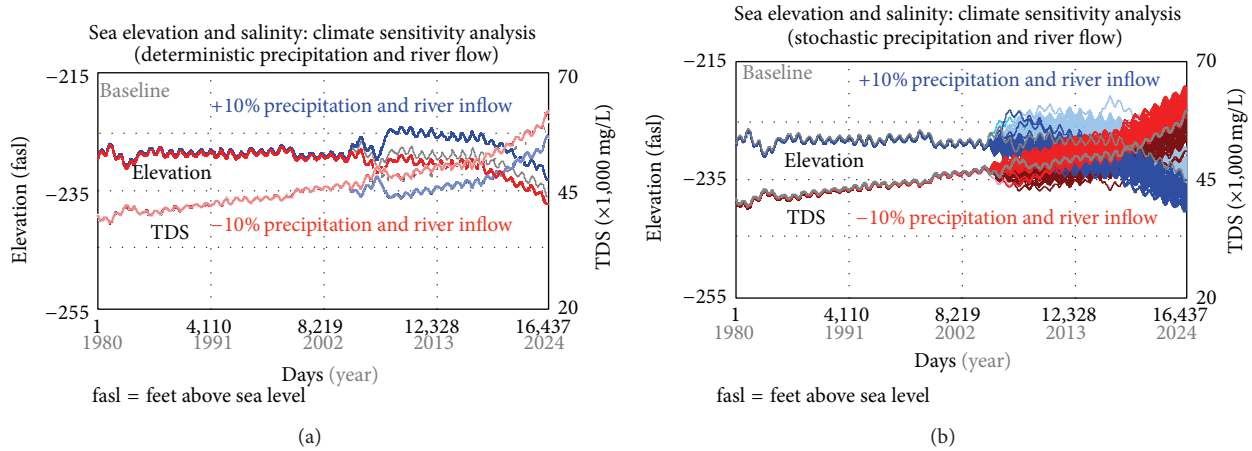 Sea elevation and salinity: climate sensitivity analysis
(deterministic precipitation and river flow)
−215
70
Baseline
+10% precipitation and river inflow
Elevation (fasl)
−235
Elevation
45
TDS (×1,000 mg/L)
TDS
−10% precipitation and river inflow
−255
20
1 4,110 8,219 12,328 16,437
1980 1991 2002 2013 2024
Days (year)
fasl = feet above sea level
(a)
Sea elevation and salinity: climate sensitivity analysis
(stochastic precipitation and river flow)
−215
70
Baseline
+10% precipitation and river inflow
Elevation (fasl)
Elevation
−235
45
TDS (×1,000 mg/L)
TDS
−10% precipitation and river inflow
−255
20
1 4,110 8,219 12,328 16,437
1980 1991 2002 2013 2024
Days (year)
fasl = feet above sea level
(b)